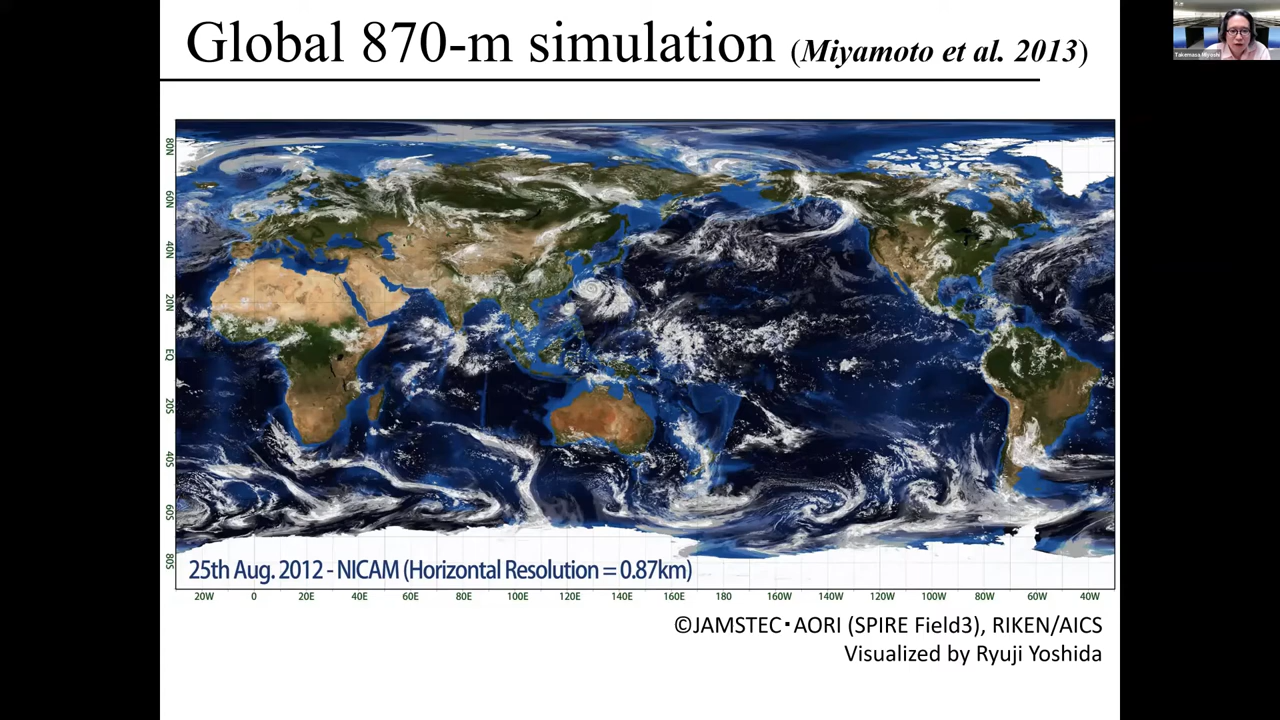 Global 870-m simulation (Miyamoto et al. 2013)
Takemasa Miyoshi
80N
60N
40N
20N
EQ
20S
40S
60S
80S
25th Aug. 2012 - NICAM (Horizontal Resolution = 0.87km)
20W 0 20E 40E 60E 80E 100E 120E 140E 160E 180 160W 140W 120W 100W 80W 60W 40W
©JAMSTEC・AORI (SPIRE Field3), RIKEN/AICS
Visualized by Ryuji Yoshida